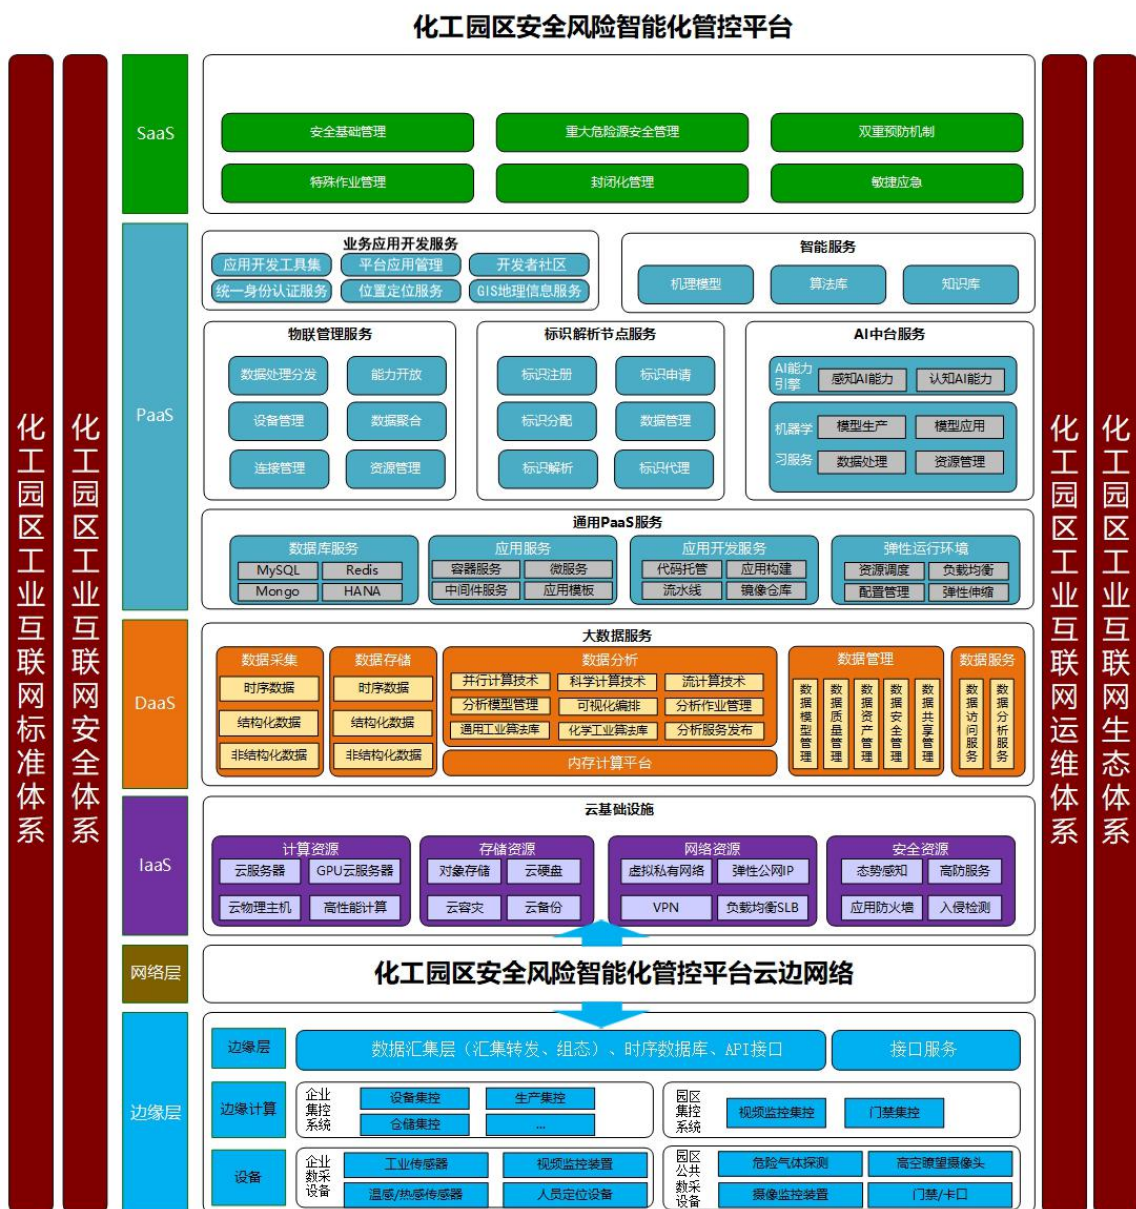 化工园区安全风险智能化管控平台
化工园区工业互联网标准体系
化工园区工业互联网安全体系
SaaS
安全基础管理
重大危险源安全管理
双重预防机制
特殊作业管理
封闭化管理
敏捷应急
PaaS
业务应用开发服务
应用开发工具集
平台应用管理
开发者社区
统一身份认证服务
位置定位服务
GIS地理信息服务
智能服务
机理模型
算法库
知识库
物联管理服务
数据处理分发
能力开放
设备管理
数据聚合
连接管理
资源管理
标识解析节点服务
标识注册
标识申请
标识分配
数据管理
标识解析
标识代理
AI中台服务
AI能力
引擎
感知AI能力
认知AI能力
机器学
习服务
模型生产
模型应用
数据处理
资源管理
通用PaaS服务
数据库服务
MySQL
Redis
Mongo
HANA
应用服务
容器服务
微服务
中间件服务
应用模板
应用开发服务
代码托管
应用构建
流水线
镜像仓库
弹性运行环境
资源调度
负载均衡
配置管理
弹性伸缩
DaaS
大数据服务
数据采集
时序数据
结构化数据
非结构化数据
数据存储
时序数据
结构化数据
非结构化数据
数据分析
并行计算技术
科学计算技术
流计算技术
分析模型管理
可视化编排
分析作业管理
通用工业算法库
化学工业算法库
分析服务发布
内存计算平台
数据管理
数据模型管理
数据质量管理
数据资产管理
数据安全管理
数据共享管理
数据服务
数据访问服务
数据分析服务
IaaS
云基础设施
计算资源
云服务器
GPU云服务器
云物理主机
高性能计算
存储资源
对象存储
云硬盘
云容灾
云备份
网络资源
虚拟私有网络
弹性公网IP
VPN
负载均衡SLB
安全资源
态势感知
高防服务
应用防火墙
入侵检测
网络层
化工园区安全风险智能化管控平台云边网络
边缘层
边缘层
数据汇集层（汇集转发、组态）、时序数据库、API接口
接口服务
边缘计算
企业
集控
系统
设备集控
生产集控
仓储集控
...
园区
集控
系统
视频监控集控
门禁集控
设备
企业
数采
设备
工业传感器
视频监控装置
温感/热感传感器
人员定位设备
园区
公共
数采
设备
危险气体探测
高空瞭望摄像头
摄像监控装置
门禁/卡口
化工园区工业互联网运维体系
化工园区工业互联网生态体系